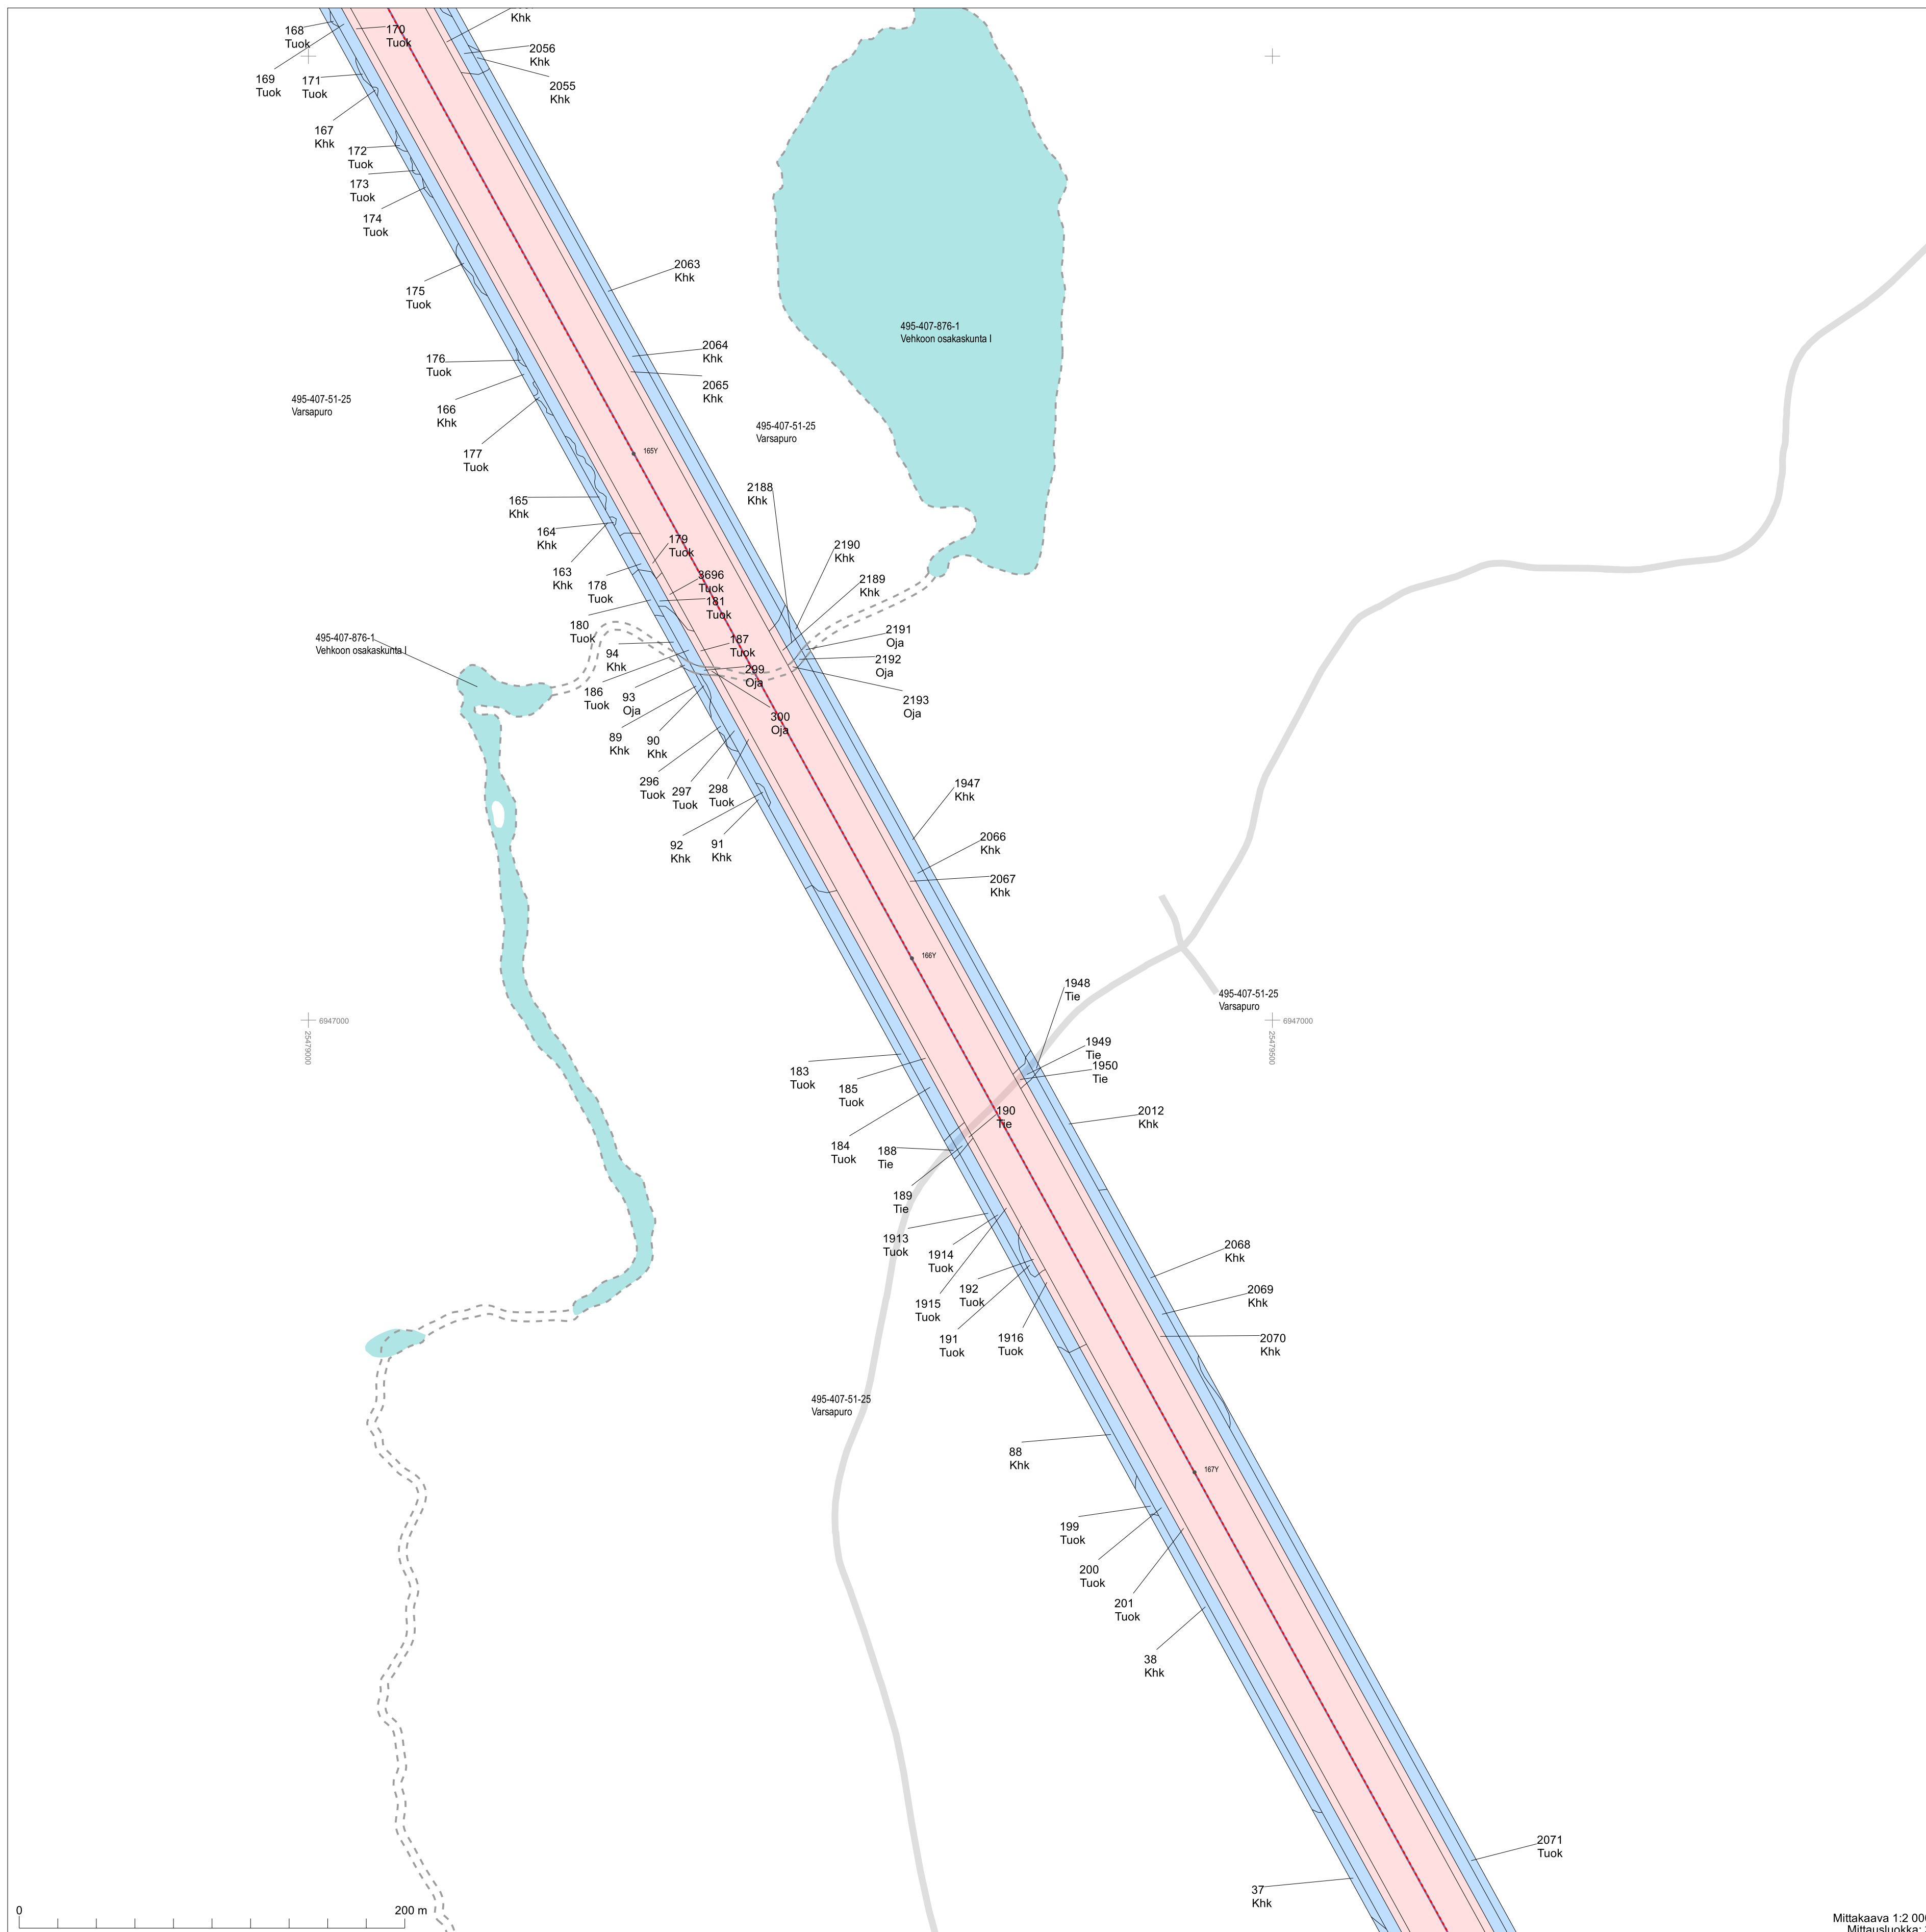 Khk
168
Tuok
170
Tuok
2056
Khk
169
Tuok
171
Tuok
2055
Khk
167
Khk
172
Tuok
173
Tuok
174
Tuok
2063
Khk
175
Tuok
495-407-876-1
Vehkoon osakaskunta I
2064
Khk
176
Tuok
2065
Khk
495-407-51-25
Varsapuro
166
Khk
495-407-51-25
Varsapuro
177
Tuok
165Y
2188
Khk
165
Khk
164
Khk
179
Tuok
2190
Khk
163
Khk
3696
Tuok
2189
Khk
178
Tuok
181
Tuok
180
Tuok
2191
Oja
495-407-876-1
Vehkoon osakaskunta I
187
Tuok
94
Khk
2192
Oja
299
Oja
186
Tuok
93
Oja
2193
Oja
300
Oja
89
Khk
90
Khk
296
Tuok
297
Tuok
298
Tuok
1947
Khk
92
Khk
91
Khk
2066
Khk
2067
Khk
166Y
1948
Tie
495-407-51-25
Varsapuro
6947000
25479000
6947000
25479500
1949
Tie
1950
Tie
183
Tuok
185
Tuok
190
Tie
2012
Khk
184
Tuok
188
Tie
189
Tie
1913
Tuok
1914
Tuok
2068
Khk
192
Tuok
2069
Khk
1915
Tuok
191
Tuok
1916
Tuok
2070
Khk
495-407-51-25
Varsapuro
88
Khk
167Y
199
Tuok
200
Tuok
201
Tuok
38
Khk
2071
Tuok
37
Khk
0
200 m
Mittakaava 1:2 00
Mittausluokka: